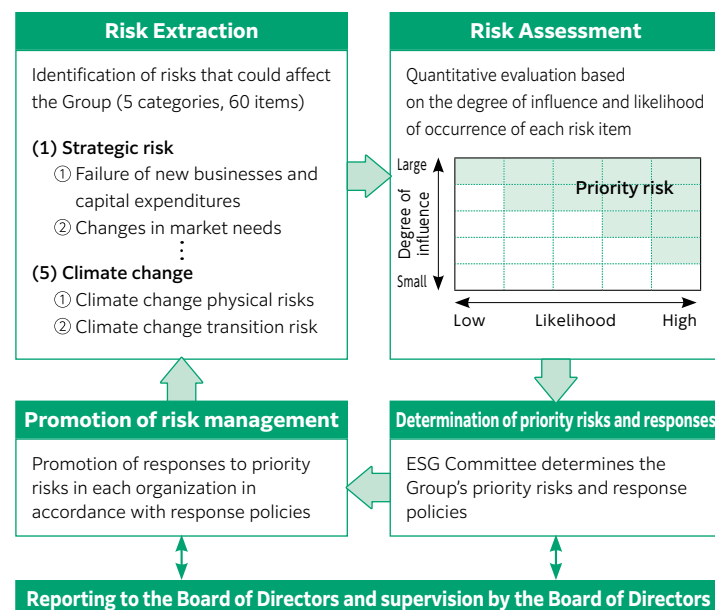 Risk Extraction
Identification of risks that could affect
the Group (5 categories, 60 items)
(1) Strategic risk
① Failure of new businesses and
capital expenditures
② Changes in market needs
⋮
(5) Climate change
① Climate change physical risks
② Climate change transition risk
Risk Assessment
Quantitative evaluation based
on the degree of influence and likelihood
of occurrence of each risk item
Large
Degree of
influence
Small
Priority risk
Low Likelihood High
Promotion of risk management
Promotion of responses to priority
risks in each organization in
accordance with response policies
Determination of priority risks and responses
ESG Committee determines the
Group's priority risks and response
policies
Reporting to the Board of Directors and supervision by the Board of Directors